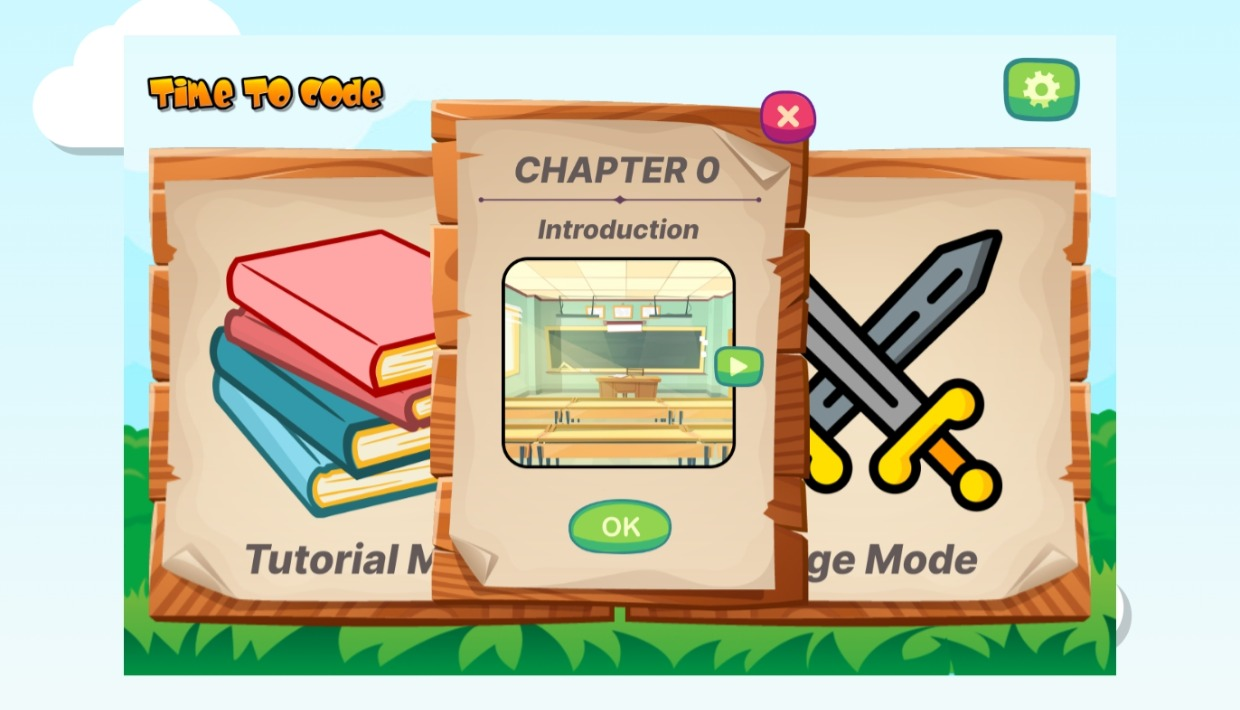 Time To Code
CHAPTER 0
Introduction
OK
Tutorial M
ge Mode